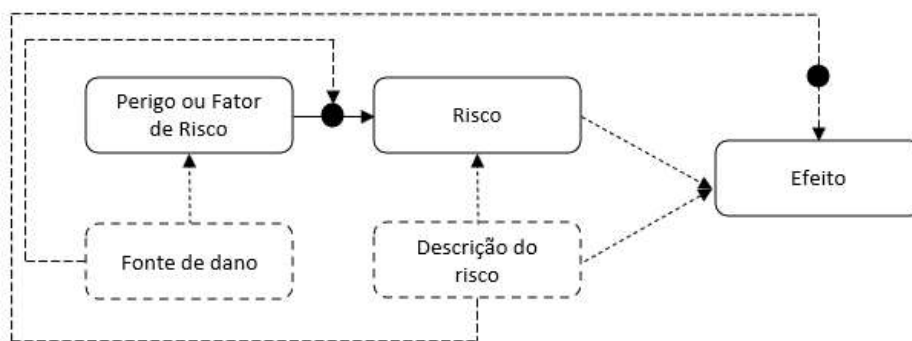 Perigo ou Fator
de Risco
Risco
Efeito
Fonte de dano
Descrição do
risco